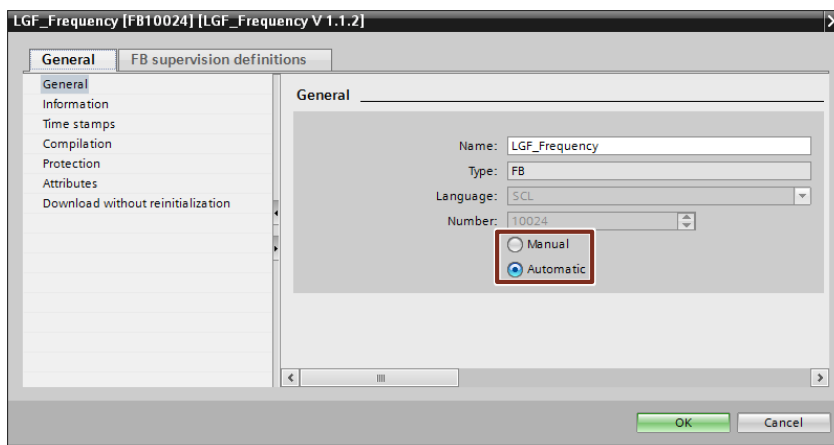 LGF_Frequency [FB10024] [LGF_Frequency V 1.1.2]
General
FB supervision definitions
General
Information
Time stamps
Compilation
Protection
Attributes
Download without reinitialization
General
Name: LGF_Frequency
Type: FB
Language: SCL
Number: 10024
Manual
Automatic
OK
Cancel